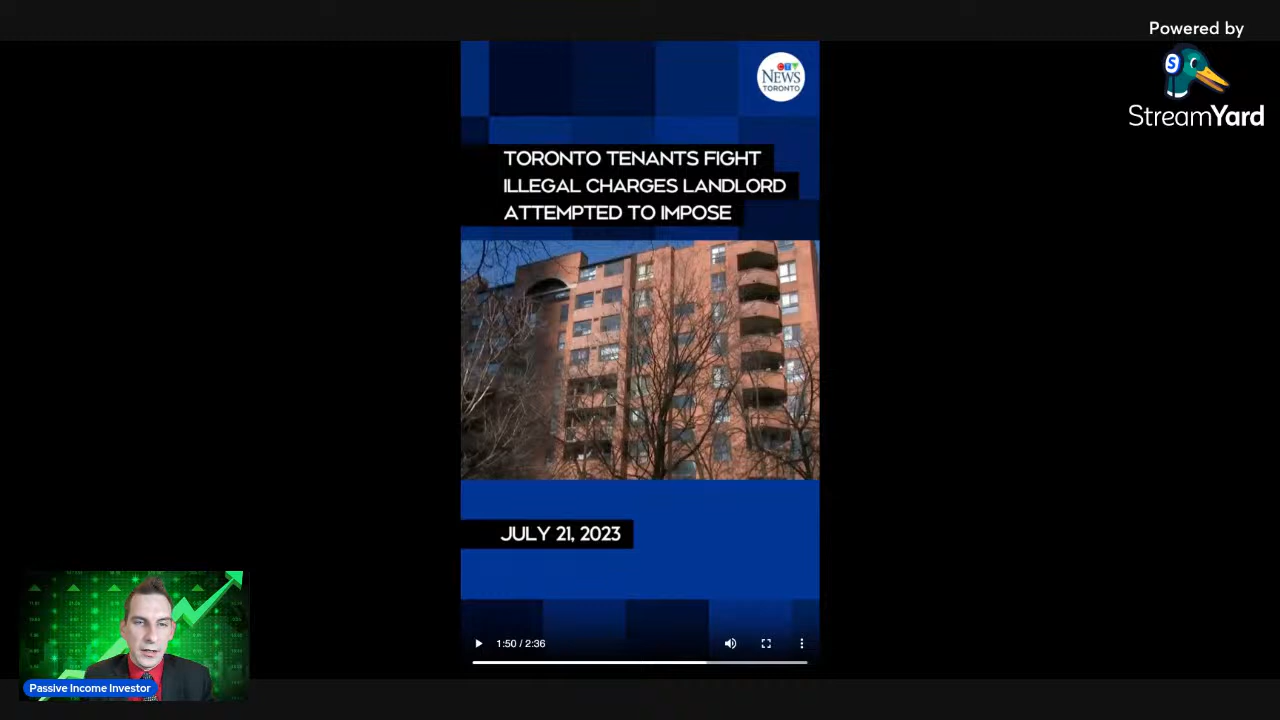 Powered by
StreamYard
S
CTV
NEWS
TORONTO
TORONTO TENANTS FIGHT
ILLEGAL CHARGES LANDLORD
ATTEMPTED TO IMPOSE
JULY 21, 2023
1:50 / 2:36
Passive Income Investor